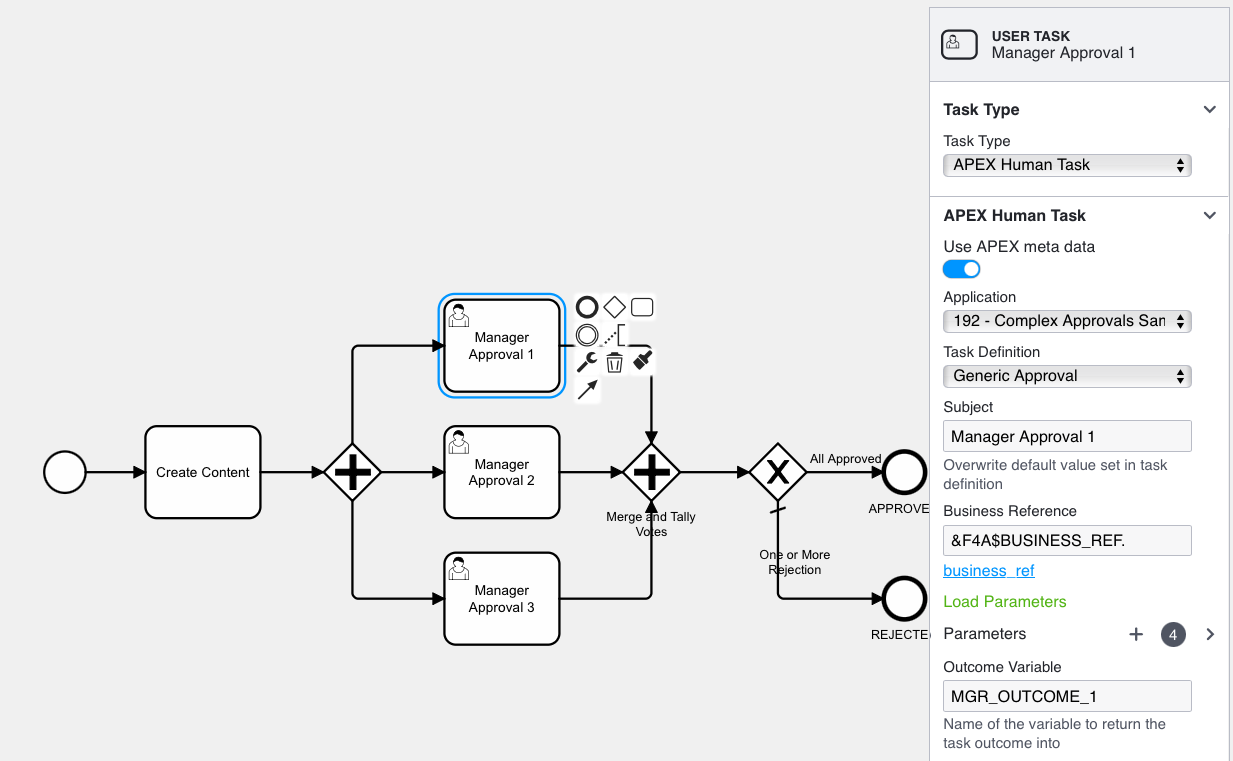 USER TASK
Manager Approval 1
Task Type
Task Type
APEX Human Task
APEX Human Task
Use APEX meta data
Application
192 - Complex Approvals San
Task Definition
Generic Approval
Subject
Manager Approval 1
Overwrite default value set in task
definition
Business Reference
&F4A$BUSINESS_REF.
business_ref
Load Parameters
Parameters
4
Outcome Variable
MGR_OUTCOME_1
Name of the variable to return the
task outcome into
Create Content
Manager
Approval 1
Manager
Approval 2
Manager
Approval 3
Merge and Tally
Votes
X
All Approved
One or More
Rejection
APPROVE
REJECTE